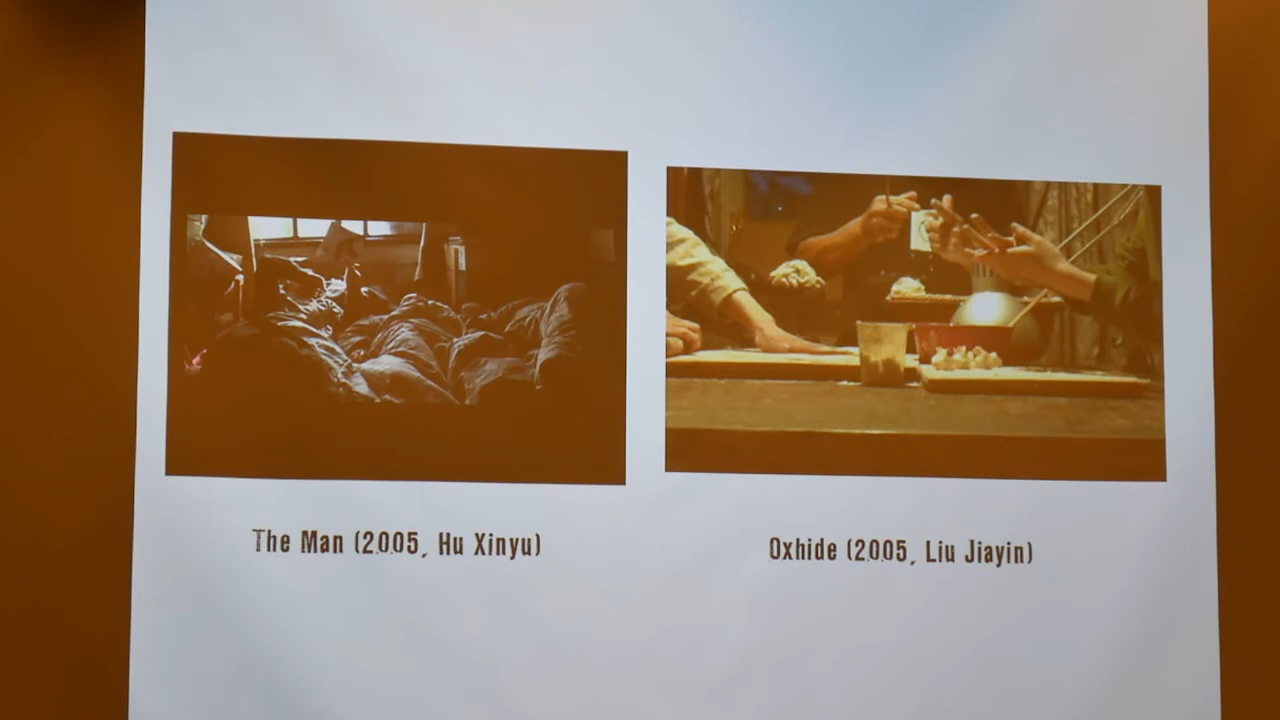 The Man (2005, Hu Xinyu)
Oxhide (2005, Liu Jiayin)